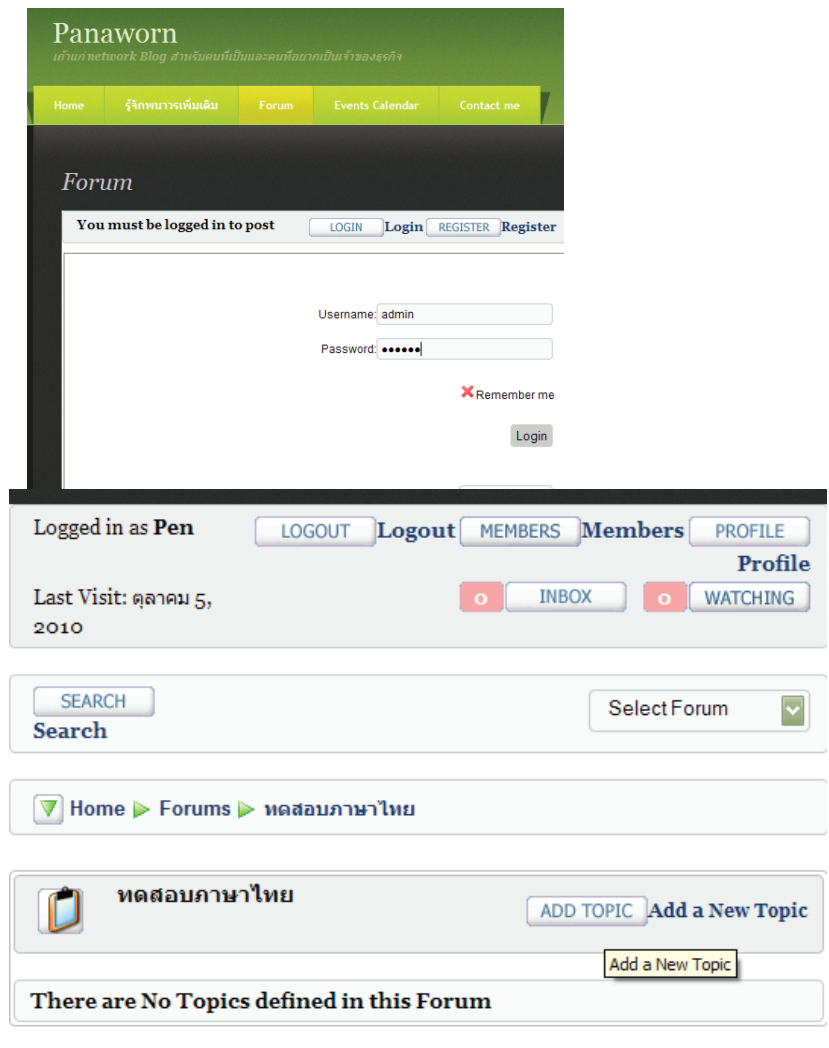 Panaworn
เถ้าแก่ network Blog สำหรับคนที่เป็นและคนที่อยากเป็นเจ้าของธุรกิจ
Home รู้จักพนาวรเพิ่มเติม Forum Events Calendar Contact me
Forum
You must be logged in to post LOGIN Login REGISTER Register
Username: admin
Password: ••••••
Remember me
Login
Logged in as Pen LOGOUT Logout MEMBERS Members PROFILE
Profile
Last Visit: ตุลาคม 5, 0 INBOX 0 WATCHING
2010
SEARCH Select Forum
Search
Home Forums ทดสอบภาษาไทย
ทดสอบภาษาไทย
ADD TOPIC Add a New Topic
Add a New Topic
There are No Topics defined in this Forum